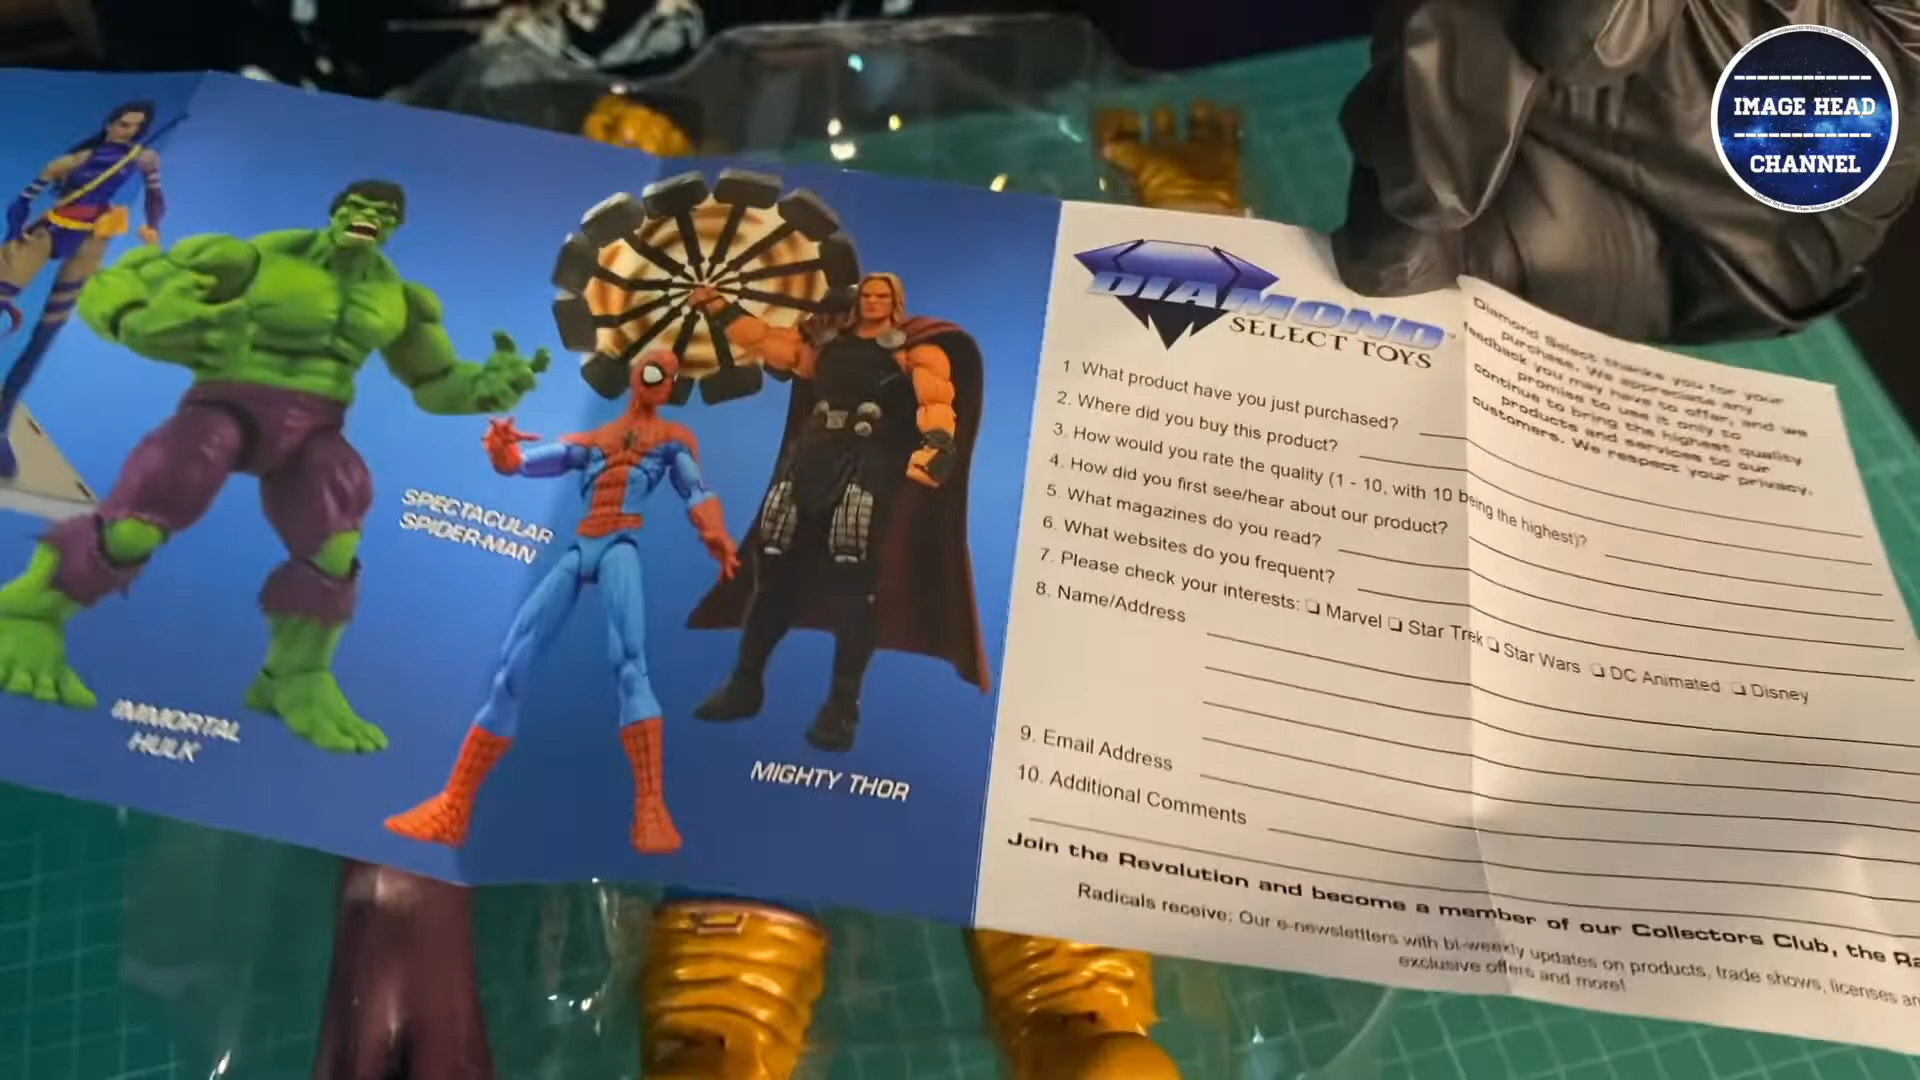 IMAGE HEAD
CHANNEL
IMMORTAL
HULK
SPECTACULAR
SPIDER-MAN
MIGHTY THOR
DIAMOND
SELECT TOYS
Diamond Select thanks you for your
purchase. We appreciate any
feedback you may have to offer, and we
promise to use it only to
continue to bring the highest quality
products and services to our
customers. We respect your privacy.
1. What product have you just purchased?
2. Where did you buy this product?
3. How would you rate the quality (1 - 10, with 10 being the highest)?
4. How did you first see/hear about our product?
5. What magazines do you read?
6. What websites do you frequent?
7. Please check your interests: ❏ Marvel ❏ Star Trek ❏ Star Wars ❏ DC Animated ❏ Disney
8. Name/Address
9. Email Address
10. Additional Comments
Join the Revolution and become a member of our Collectors Club, the Ra
Radicals receive: Our e-newslettters with bi-weekly updates on products, trade shows, licenses an
exclusive offers and more!